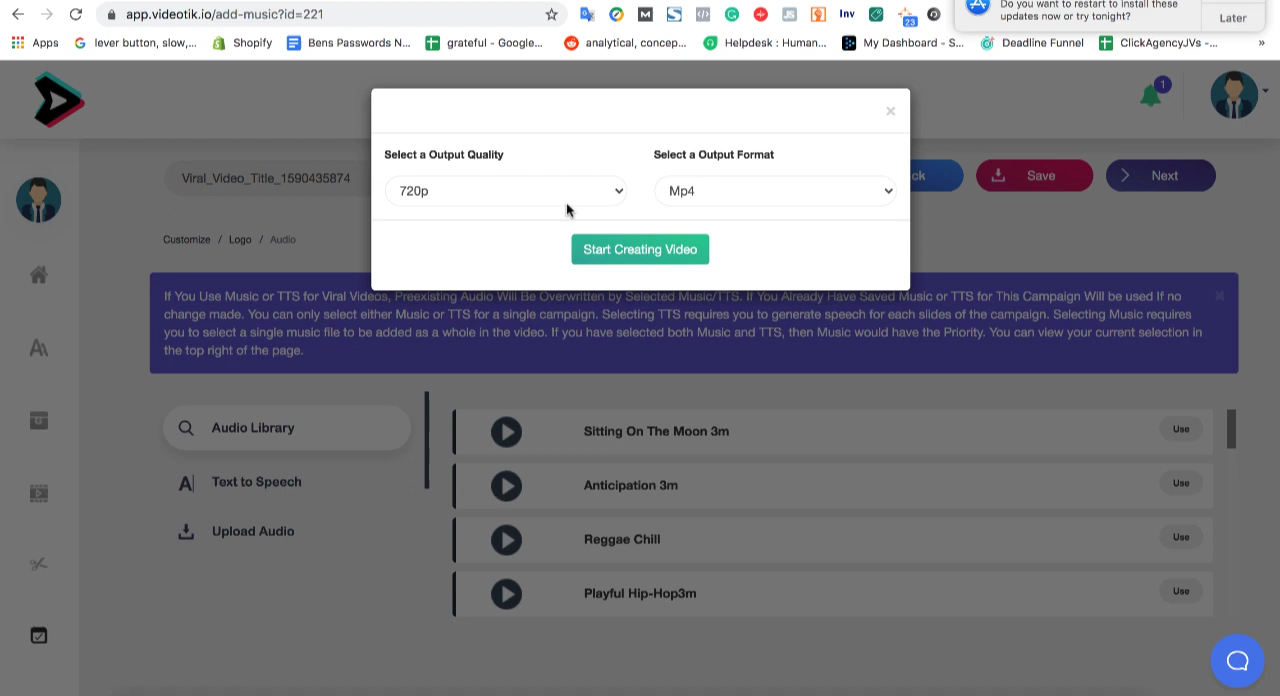 app.videotik.io/add-music?id=221
Inv
23
Do you want to restart to install these
updates now or try tonight?
Later
Apps
lever button, slow,...
Shopify
Bens Passwords N...
grateful - Google...
analytical, concep...
Helpdesk : Human...
My Dashboard - S...
Deadline Funnel
ClickAgencyJVs -...
»
1
×
Select a Output Quality
Select a Output Format
720p
Mp4
Start Creating Video
Viral_Video_Title_1590435874
ck
Save
Next
Customize / Logo / Audio
If You Use Music or TTS for Viral Videos, Preexisting Audio Will Be Overwritten by Selected Music/TTS. If You Already Have Saved Music or TTS for This Campaign Will be used If no
change made. You can only select either Music or TTS for a single campaign. Selecting TTS requires you to generate speech for each slides of the campaign. Selecting Music requires
you to select a single music file to be added as a whole in the video. If you have selected both Music and TTS, then Music would have the Priority. You can view your current selection in
the top right of the page.
×
Audio Library
Text to Speech
Upload Audio
Sitting On The Moon 3m
Use
Anticipation 3m
Use
Reggae Chill
Use
Playful Hip-Hop3m
Use